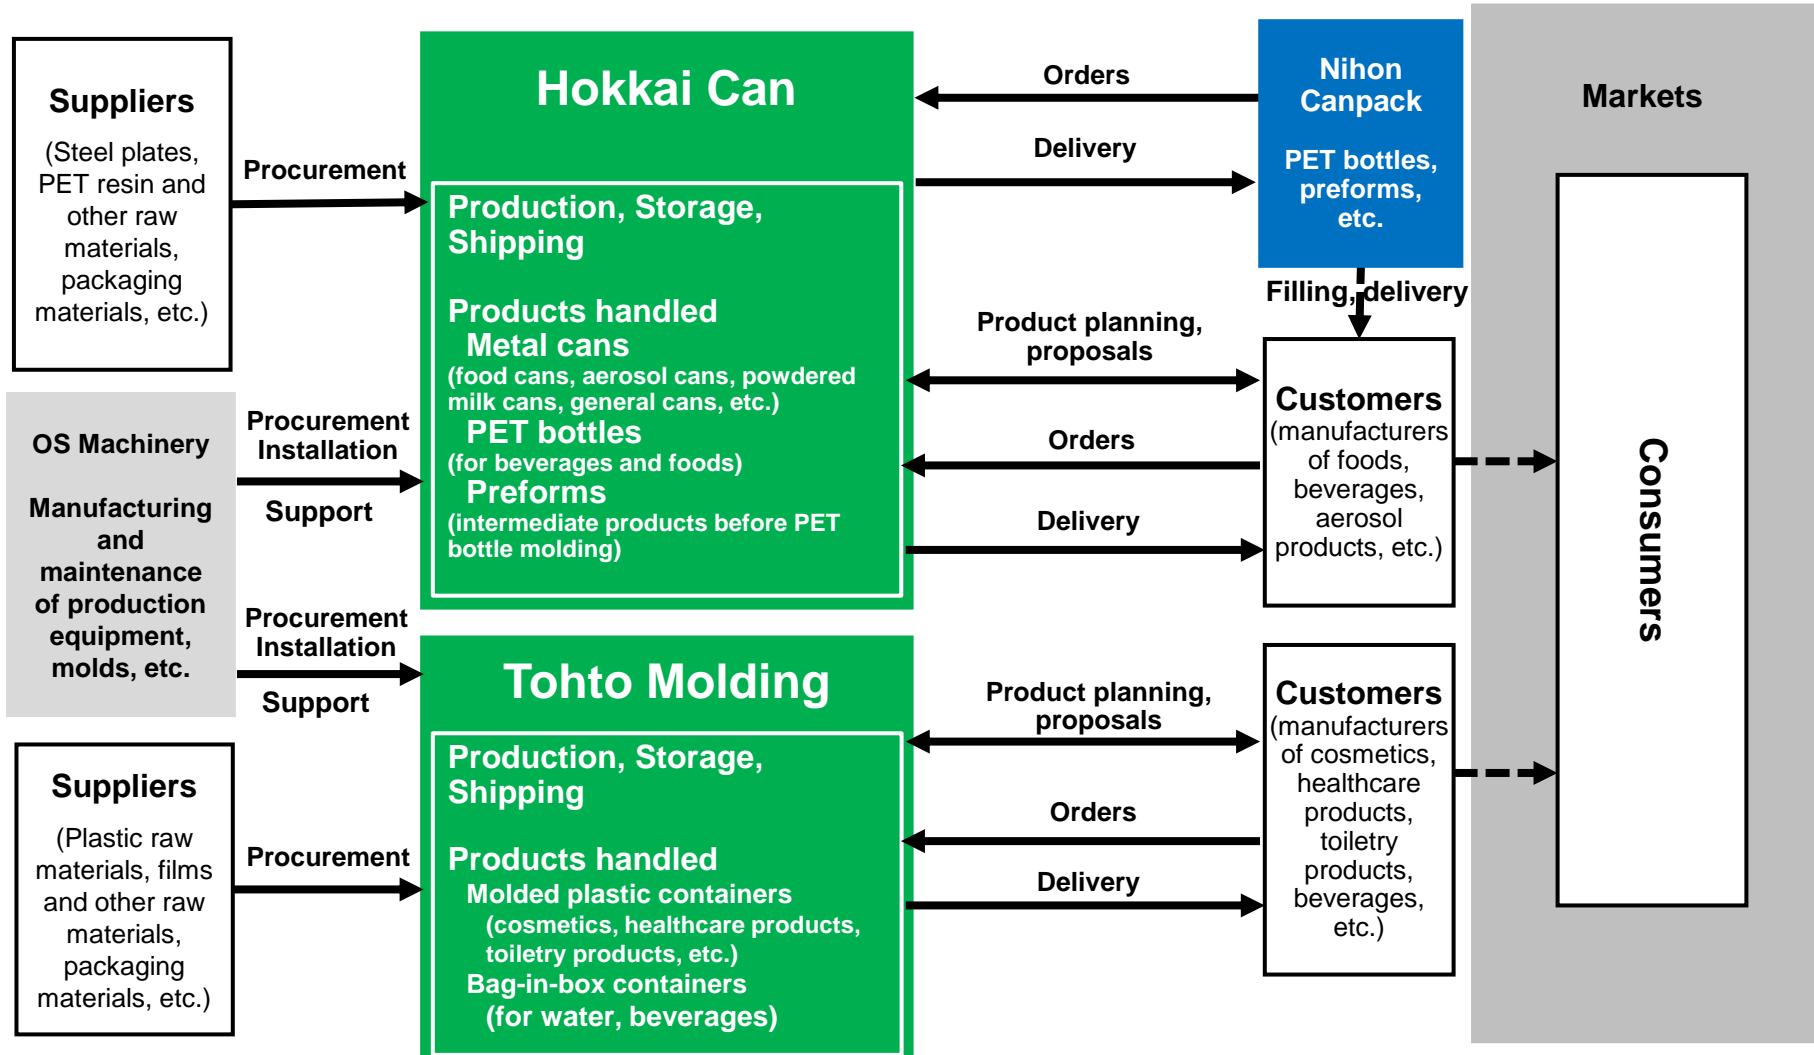 Suppliers
(Steel plates,
PET resin and
other raw
materials,
packaging
materials, etc.)
Procurement
OS Machinery
Manufacturing
and
maintenance
of production
equipment,
molds, etc.
Procurement
Installation
Support
Procurement
Installation
Support
Suppliers
(Plastic raw
materials, films
and other raw
materials,
packaging
materials, etc.)
Procurement
Hokkai Can
Production, Storage,
Shipping
Products handled
Metal cans
(food cans, aerosol cans, powdered
milk cans, general cans, etc.)
PET bottles
(for beverages and foods)
Preforms
(intermediate products before PET
bottle molding)
Tohto Molding
Production, Storage,
Shipping
Products handled
Molded plastic containers
(cosmetics, healthcare products,
toiletry products, etc.)
Bag-in-box containers
(for water, beverages)
Orders
Delivery
Nihon
Canpack
PET bottles,
preforms,
etc.
Filling, delivery
Product planning,
proposals
Orders
Delivery
Customers
(manufacturers
of foods,
beverages,
aerosol
products, etc.)
Product planning,
proposals
Orders
Delivery
Customers
(manufacturers
of cosmetics,
healthcare
products,
toiletry
products,
beverages,
etc.)
Markets
Consumers